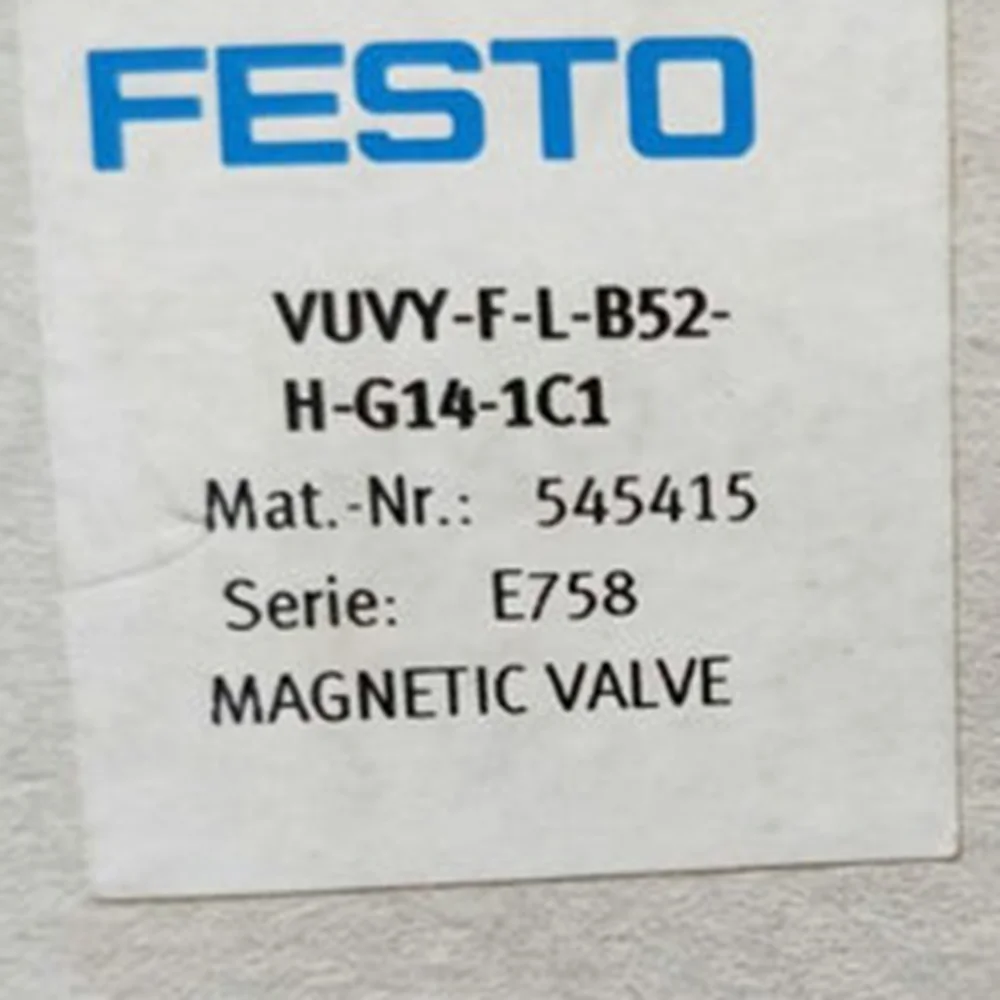 FESTO
VUVY-F-L-B52-
H-G14-1C1
Mat.-Nr.: 545415
Serie: E758
MAGNETIC VALVE